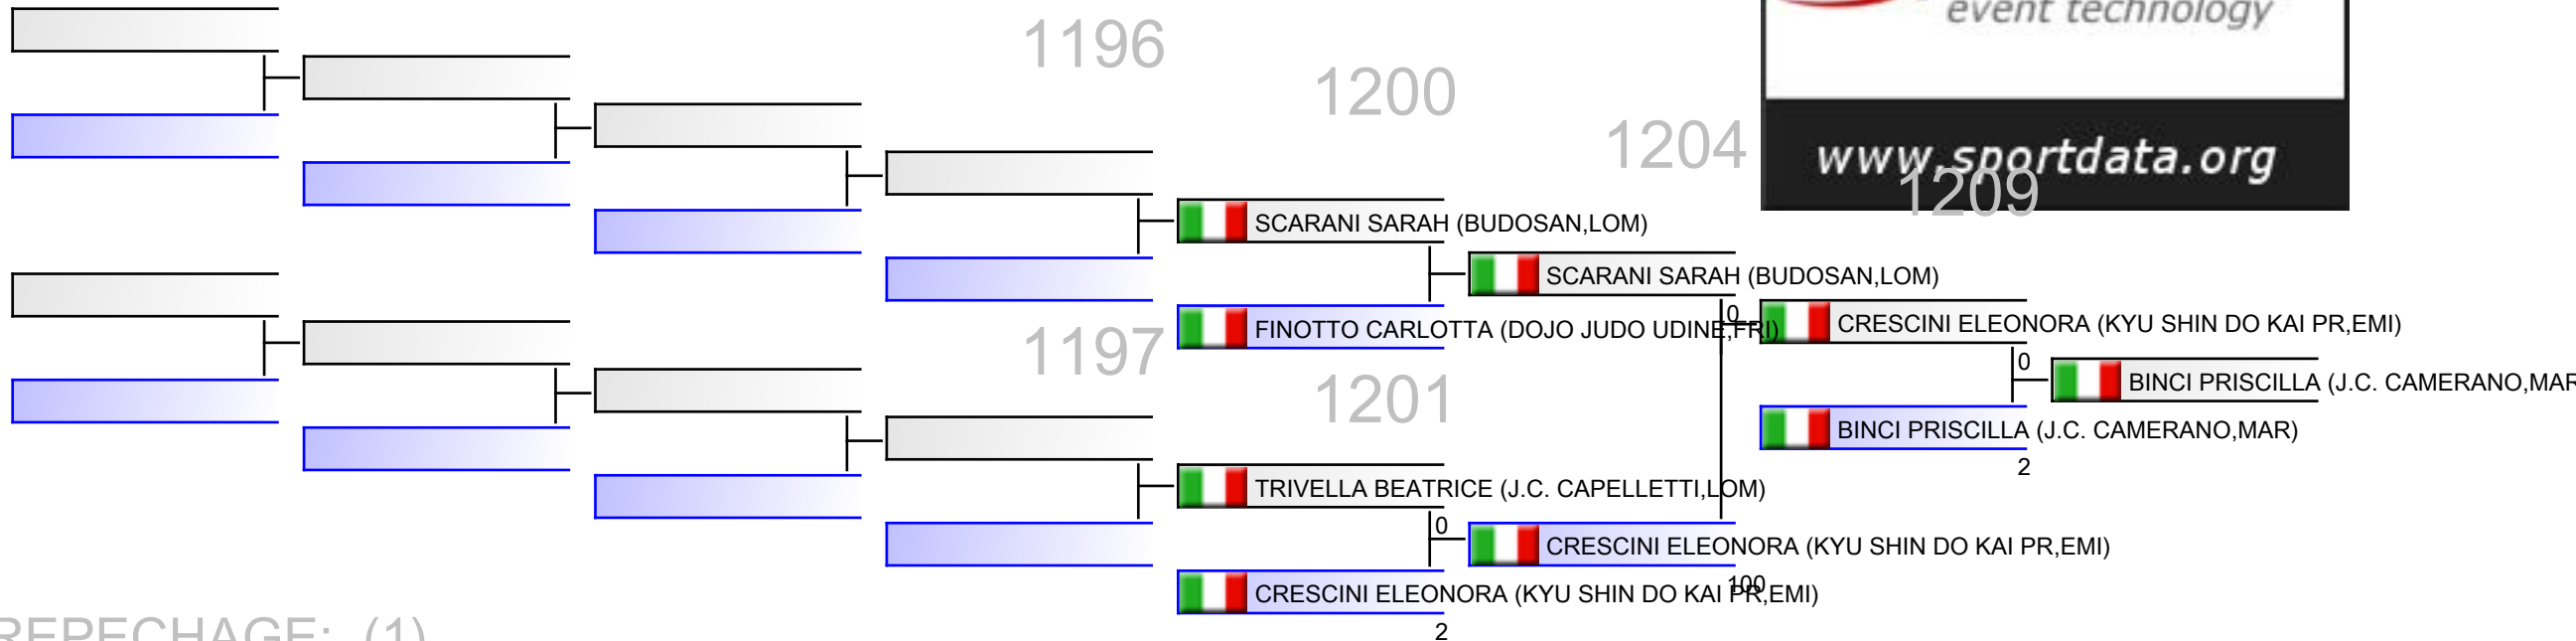 event technology
1196
1200
1204
www.sportdata.org
1209
SCARANI SARAH (BUDOSAN,LOM)
SCARANI SARAH (BUDOSAN,LOM)
0
FINOTTO CARLOTTA (DOJO JUDO UDINE,FRI)
CRESCINI ELEONORA (KYU SHIN DO KAI PR,EMI)
1197
0
BINCI PRISCILLA (J.C. CAMERANO,MAR
1201
BINCI PRISCILLA (J.C. CAMERANO,MAR)
2
TRIVELLA BEATRICE (J.C. CAPELLETTI,LOM)
0
CRESCINI ELEONORA (KYU SHIN DO KAI PR,EMI)
100
CRESCINI ELEONORA (KYU SHIN DO KAI PR,EMI)
2
REPECHAGE: (1)